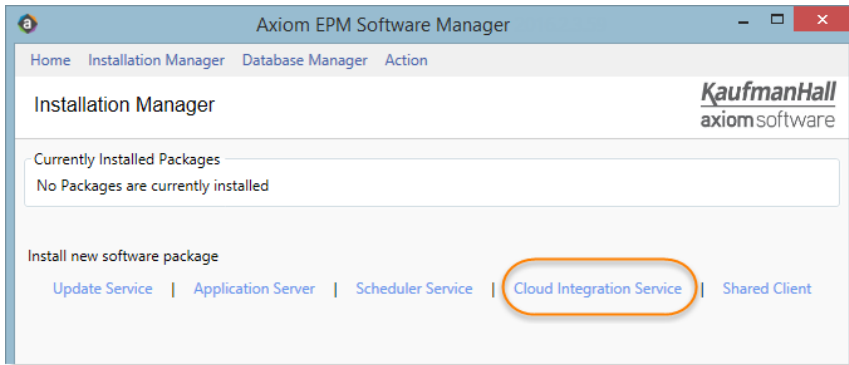 a Axiom EPM Software Manager
Home Installation Manager Database Manager Action
Installation Manager
KaufmanHall
axiomsoftware
Currently Installed Packages
No Packages are currently installed
Install new software package
Update Service | Application Server | Scheduler Service | Cloud Integration Service | Shared Client